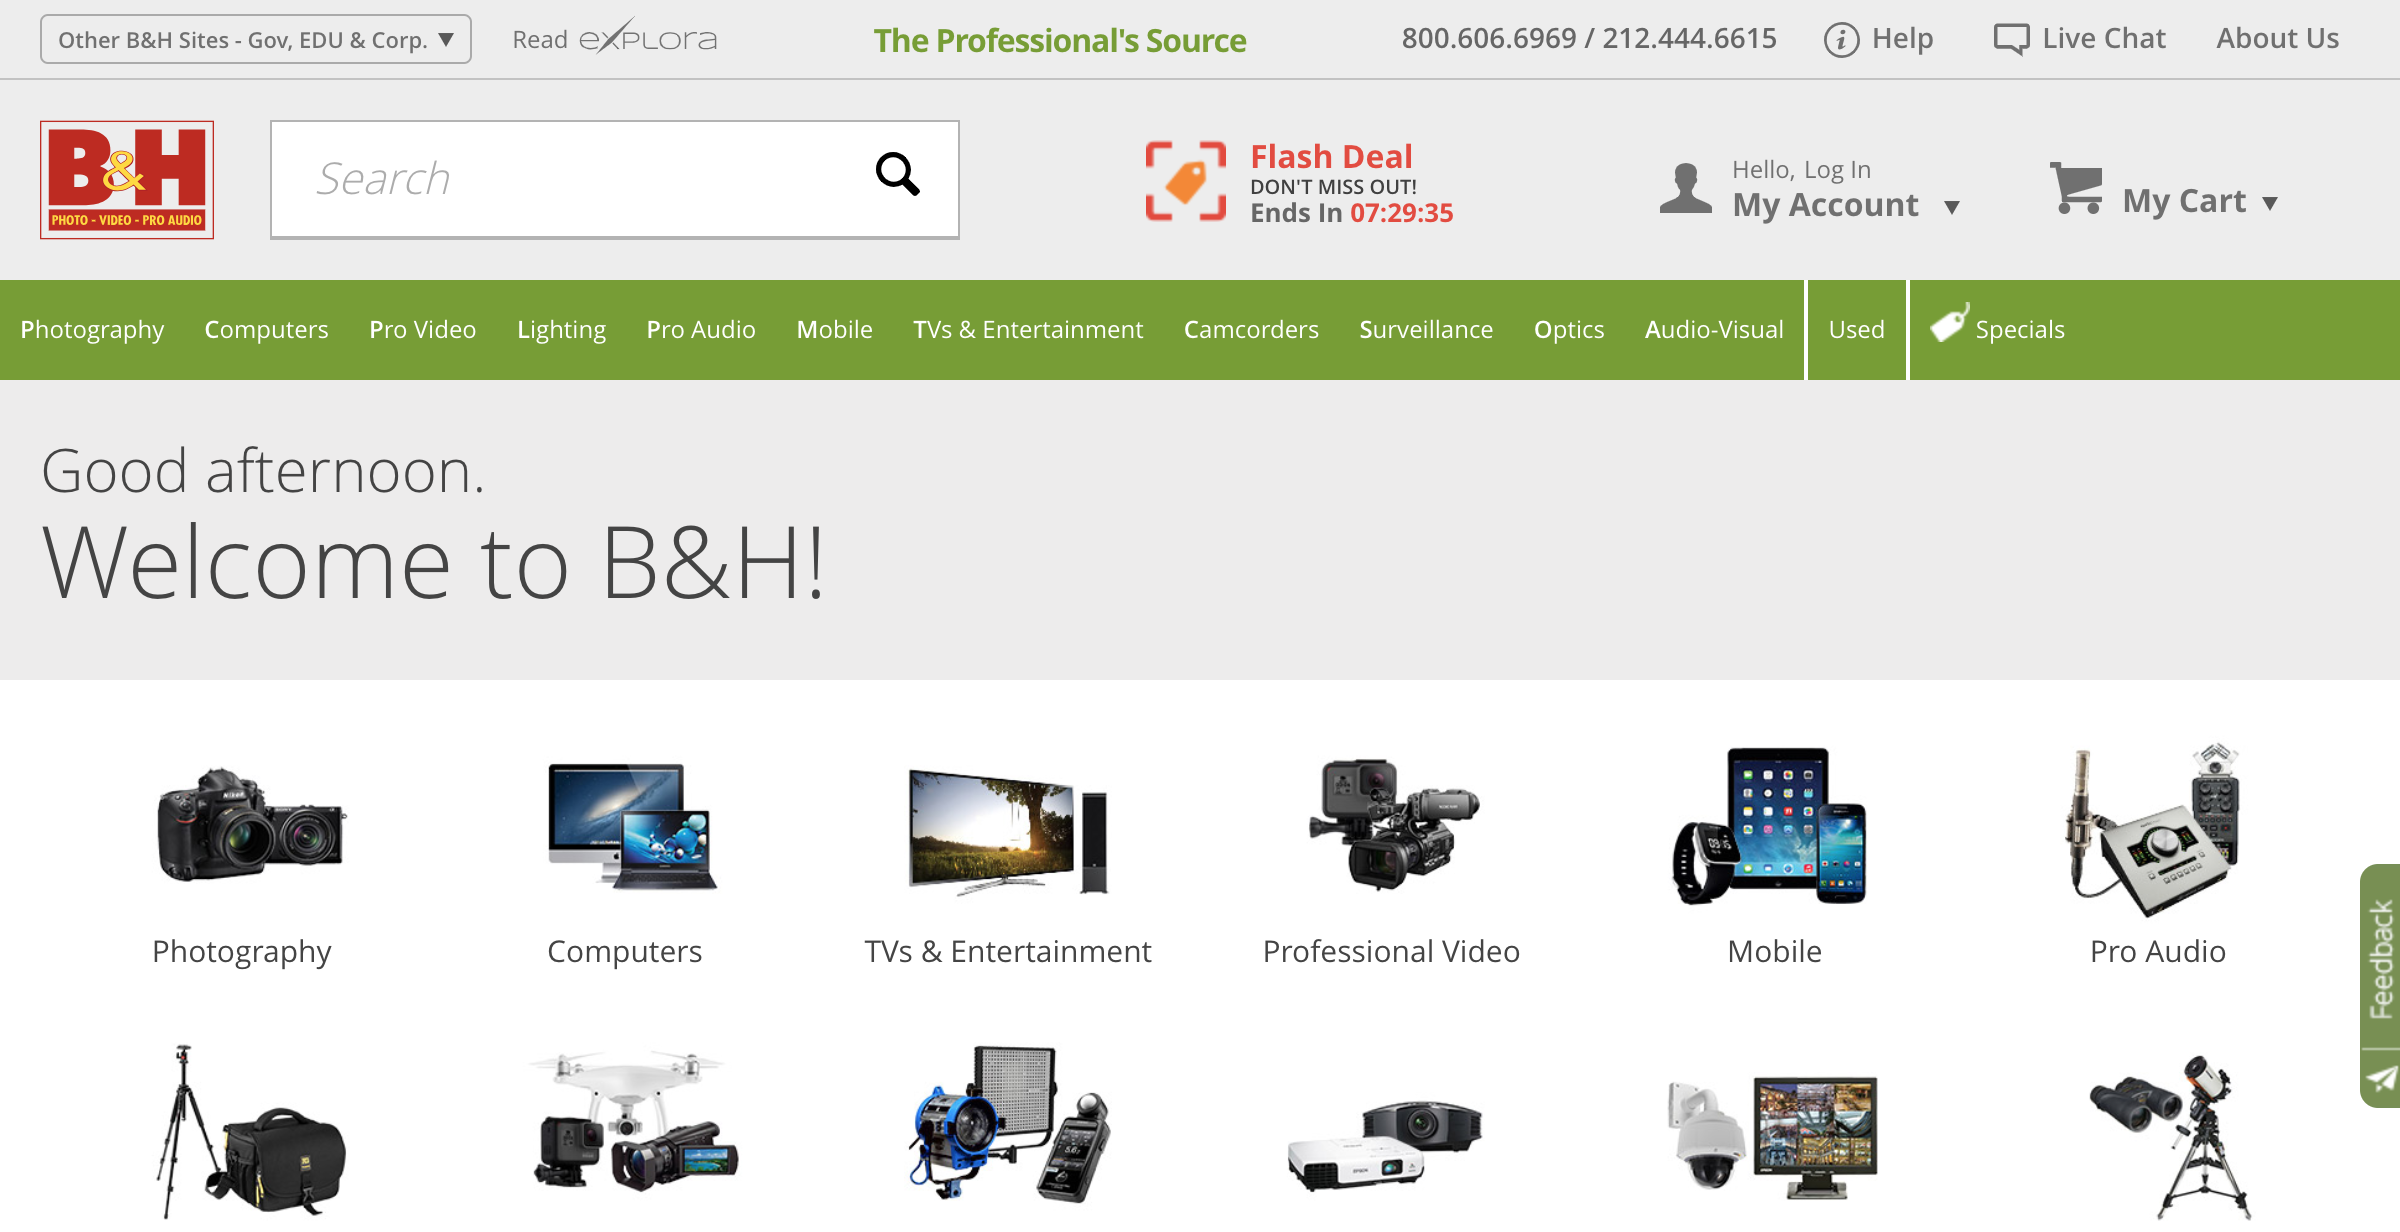 Other B&H Sites - Gov, EDU & Corp. ▼
Read explora
The Professional's Source
800.606.6969 / 212.444.6615
Help
Live Chat
About Us
B&H
PHOTO - VIDEO - PRO AUDIO
Search
Flash Deal
DON'T MISS OUT!
Ends In 07:29:35
Hello, Log In
My Account ▼
My Cart ▼
Photography
Computers
Pro Video
Lighting
Pro Audio
Mobile
TVs & Entertainment
Camcorders
Surveillance
Optics
Audio-Visual
Used
Specials
Good afternoon.
Welcome to B&H!
Nikon
Photography
Computers
TVs & Entertainment
Professional Video
Mobile
Pro Audio
Feedback